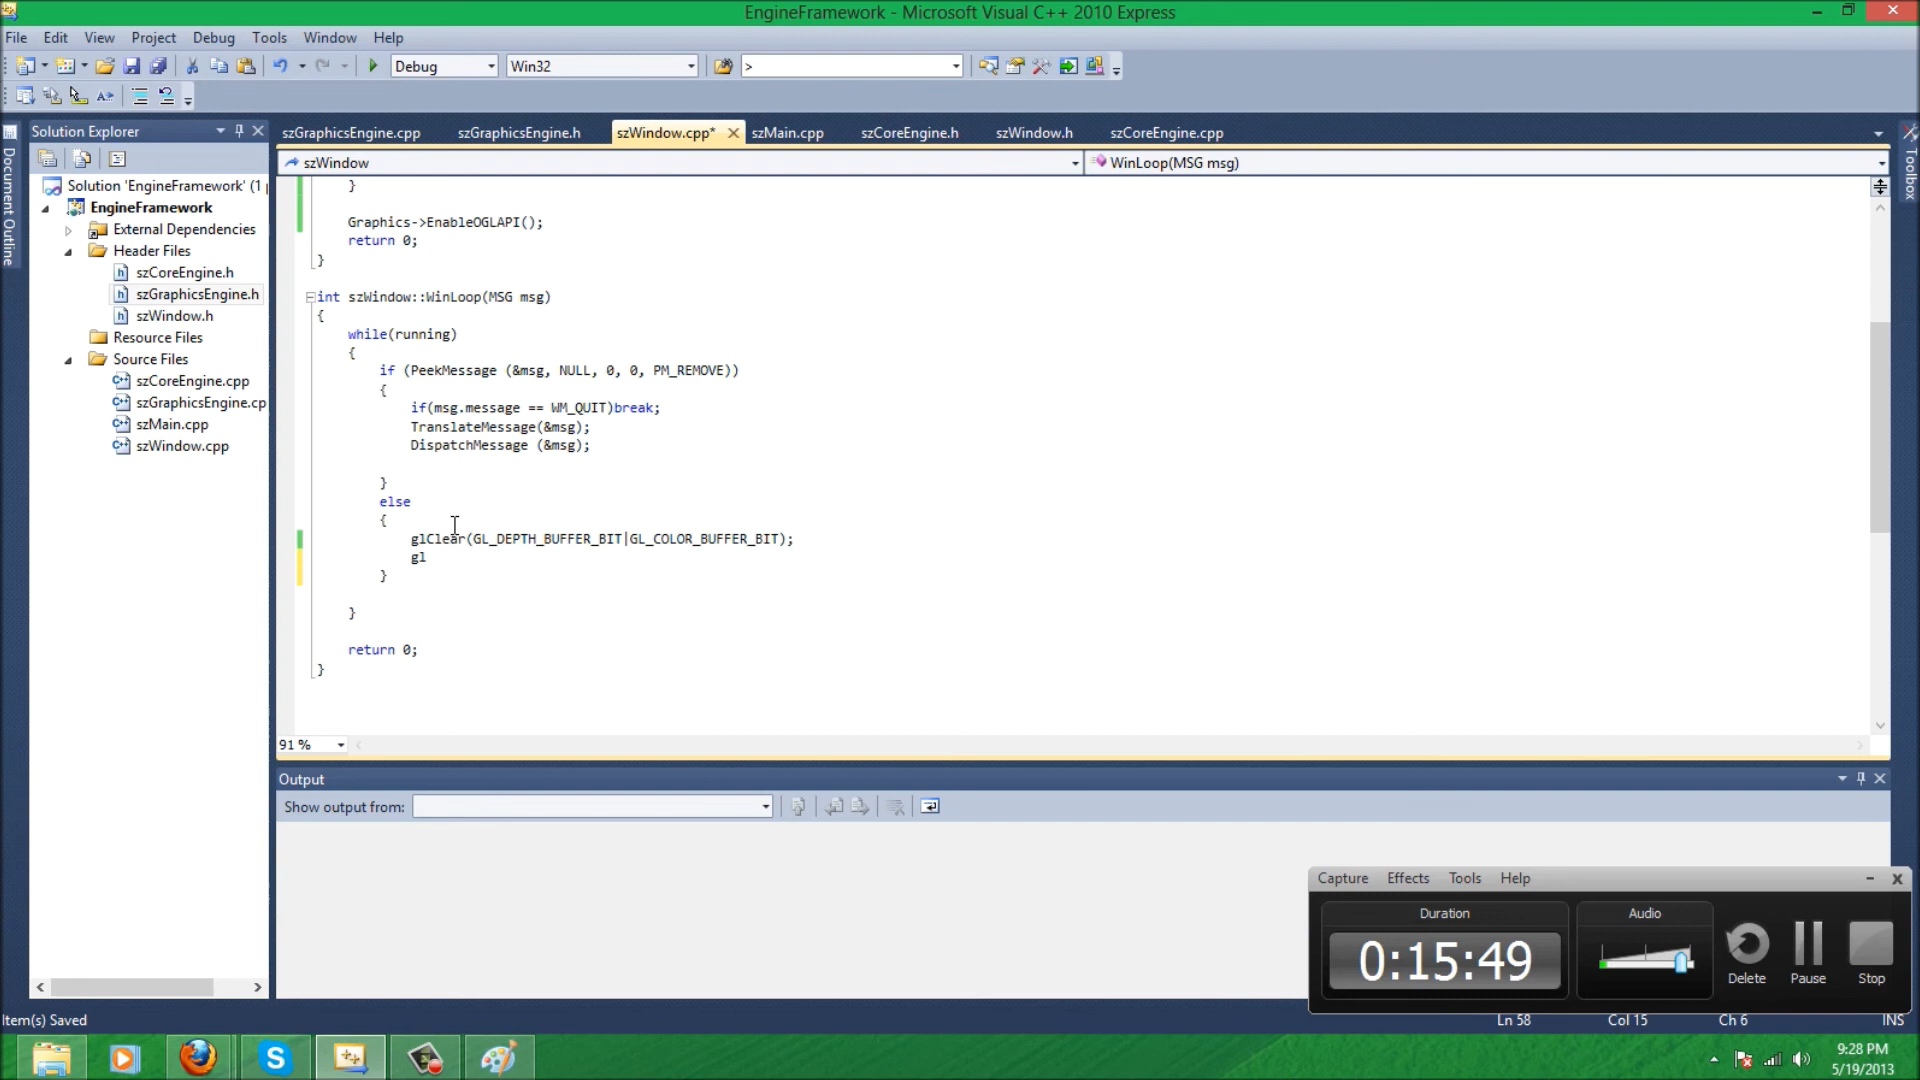 EngineFramework - Microsoft Visual C++ 2010 Express
File Edit View Project Debug Tools Window Help
Debug Win32 >
Document Outline
Solution Explorer
szGraphicsEngine.cpp szGraphicsEngine.h szWindow.cpp* szMain.cpp szCoreEngine.h szWindow.h szCoreEngine.cpp
Toolbox
szWindow WinLoop(MSG msg)
Solution 'EngineFramework' (1 p
EngineFramework
External Dependencies
Header Files
szCoreEngine.h
szGraphicsEngine.h
szWindow.h
Resource Files
Source Files
szCoreEngine.cpp
szGraphicsEngine.cp
szMain.cpp
szWindow.cpp
}
Graphics->EnableOGLAPI();
return 0;
}
int szWindow::WinLoop(MSG msg)
{
while(running)
{
if (PeekMessage (&msg, NULL, 0, 0, PM_REMOVE))
{
if(msg.message == WM_QUIT)break;
TranslateMessage(&msg);
DispatchMessage (&msg);
}
else
{
glClear(GL_DEPTH_BUFFER_BIT|GL_COLOR_BUFFER_BIT);
gl
}
}
return 0;
}
91 %
Output
Show output from:
Capture Effects Tools Help
Duration Audio
0:15:49
Delete Pause Stop
Item(s) Saved Ln 58 Col 15 Ch 6 INS
9:28 PM
5/19/2013